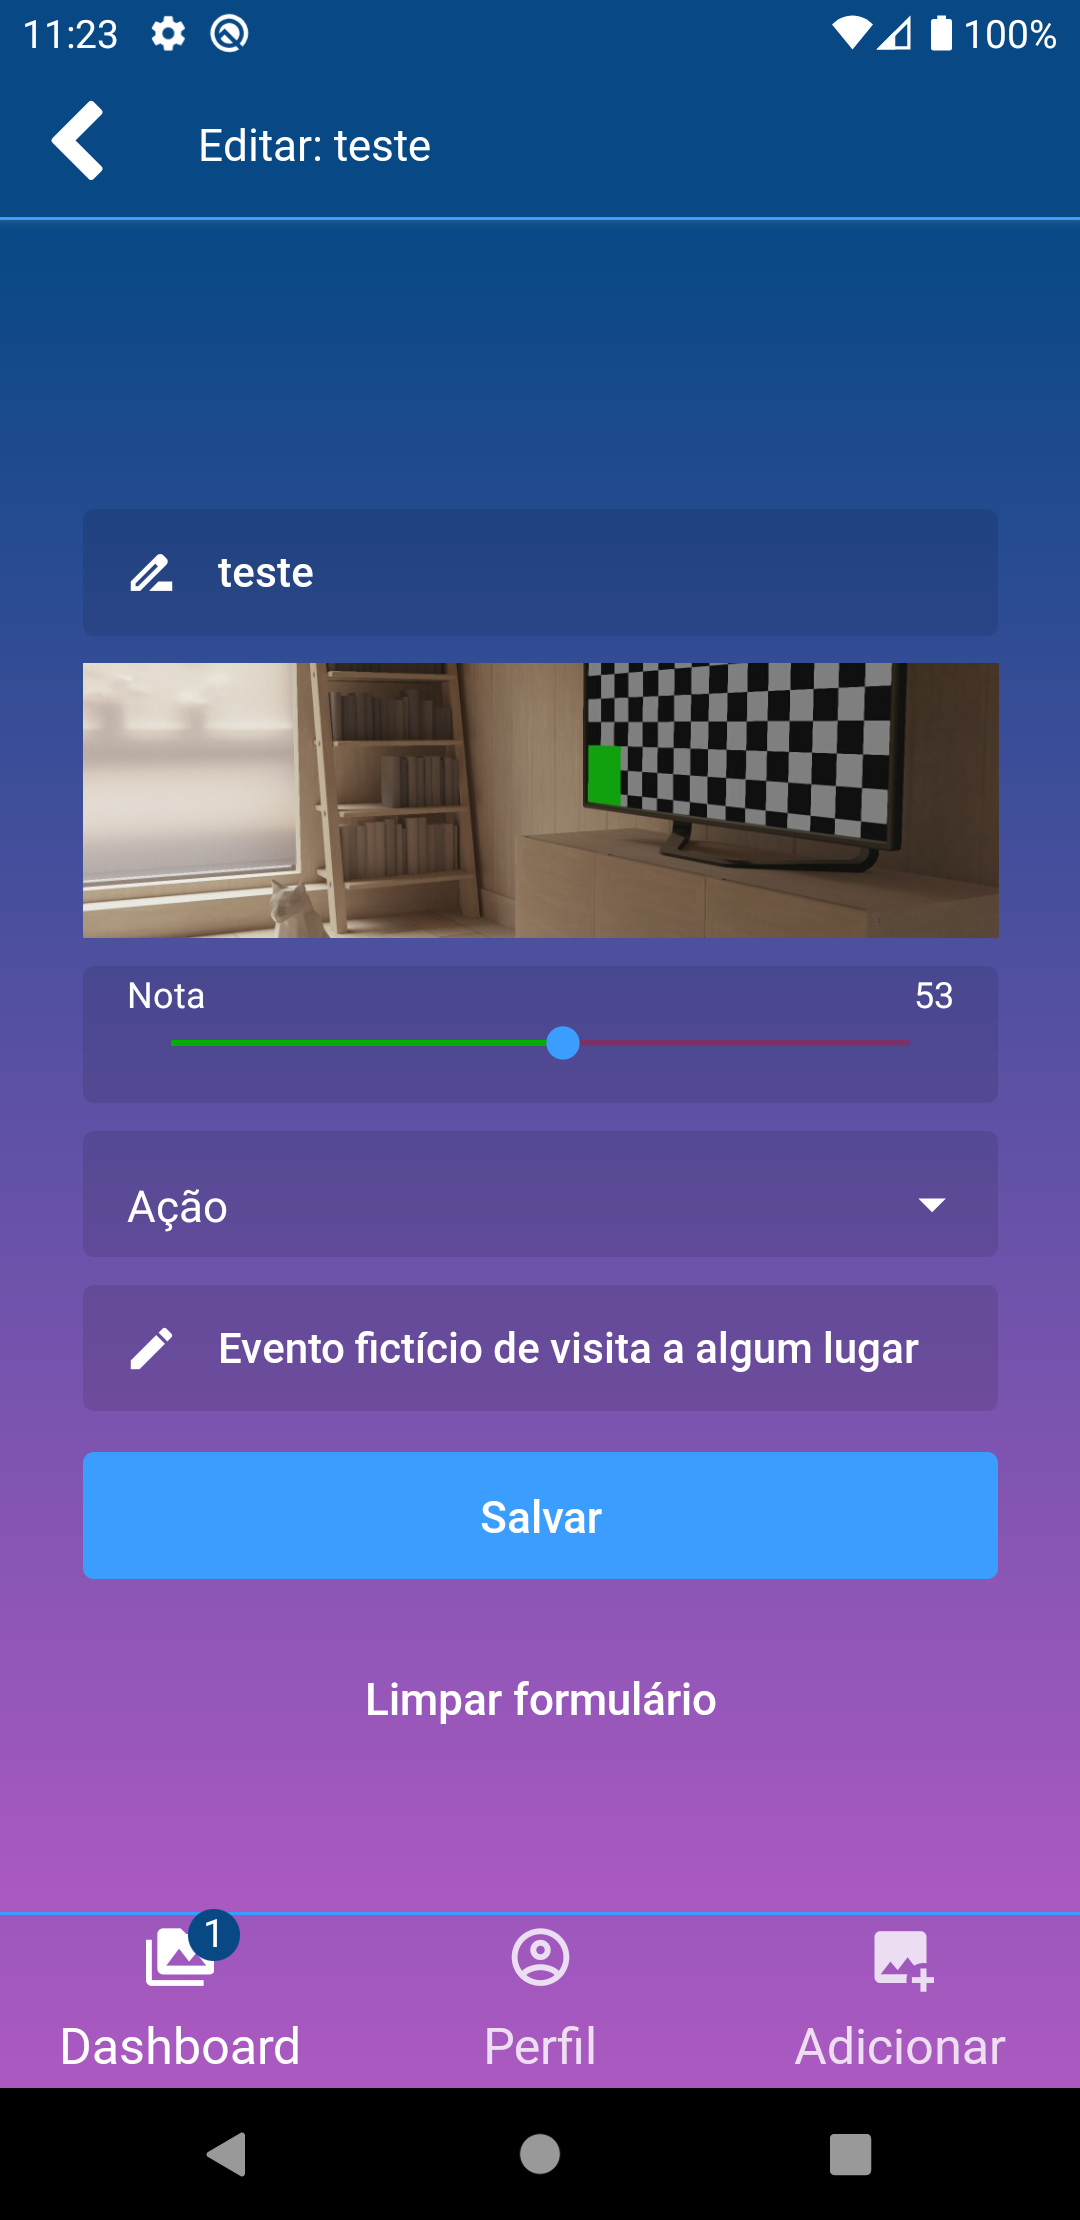 11:23 100%
Editar: teste
teste
Nota 53
Ação
Evento fictício de visita a algum lugar
Salvar
Limpar formulário
1
Dashboard Perfil Adicionar